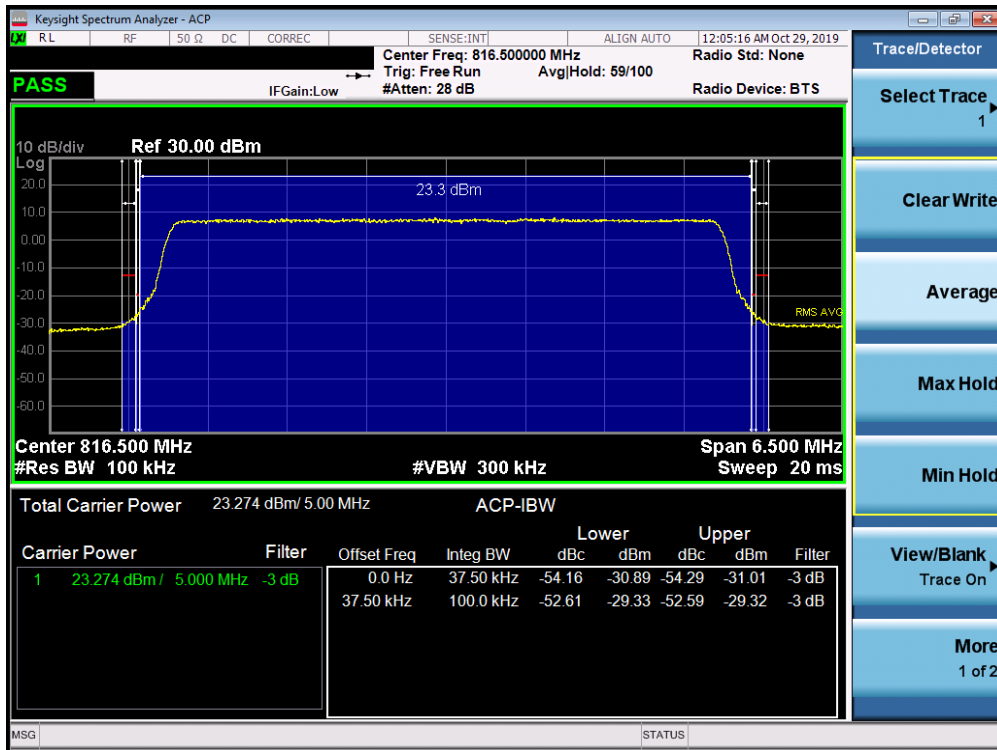 Keysight Spectrum Analyzer - ACP
LXI RL RF 50 Ω DC CORREC SENSE:INT ALIGN AUTO 12:05:16 AM Oct 29, 2019
Center Freq: 816.500000 MHz Radio Std: None
Trig: Free Run Avg|Hold: 59/100
PASS IFGain:Low #Atten: 28 dB Radio Device: BTS
10 dB/div Ref 30.00 dBm
Log
20.0
23.3 dBm
10.0
0.00
-10.0
-20.0
RMS AVG
-30.0
-40.0
-50.0
-60.0
Center 816.500 MHz Span 6.500 MHz
#Res BW 100 kHz #VBW 300 kHz Sweep 20 ms
Total Carrier Power 23.274 dBm/ 5.00 MHz ACP-IBW
Lower Upper
Carrier Power Filter Offset Freq Integ BW dBc dBm dBc dBm Filter
1 23.274 dBm / 5.000 MHz -3 dB 0.0 Hz 37.50 kHz -54.16 -30.89 -54.29 -31.01 -3 dB
37.50 kHz 100.0 kHz -52.61 -29.33 -52.59 -29.32 -3 dB
MSG STATUS
Trace/Detector
Select Trace
1
Clear Write
Average
Max Hold
Min Hold
View/Blank
Trace On
More
1 of 2